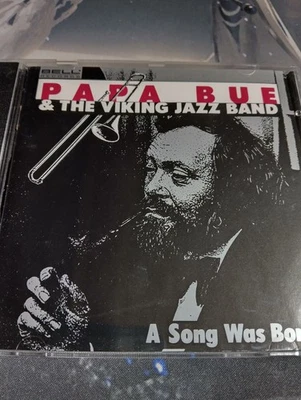 PAPA BUE
& THE VIKING JAZZ BAND
A Song Was Bor